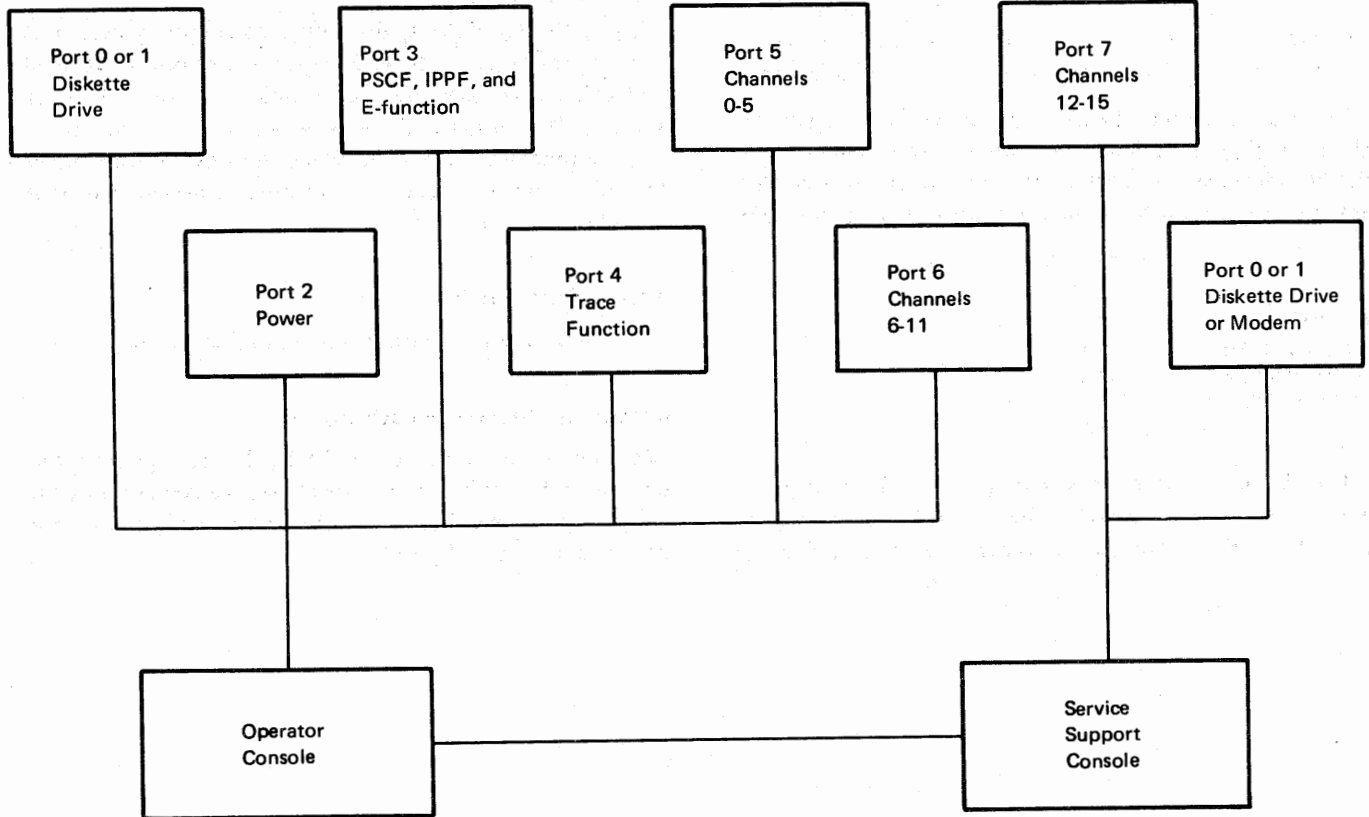 Port 0 or 1
Diskette
Drive
Port 3
PSCF, IPPF, and
E-function
Port 5
Channels
0-5
Port 7
Channels
12-15
Port 2
Power
Port 4
Trace
Function
Port 6
Channels
6-11
Port 0 or 1
Diskette Drive
or Modem
Operator
Console
Service
Support
Console